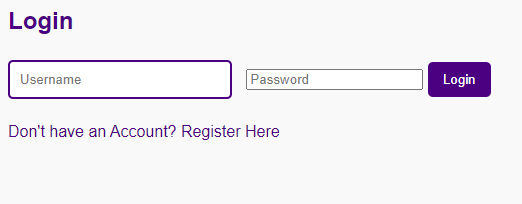 Login
Username Password Login
Don't have an Account? Register Here